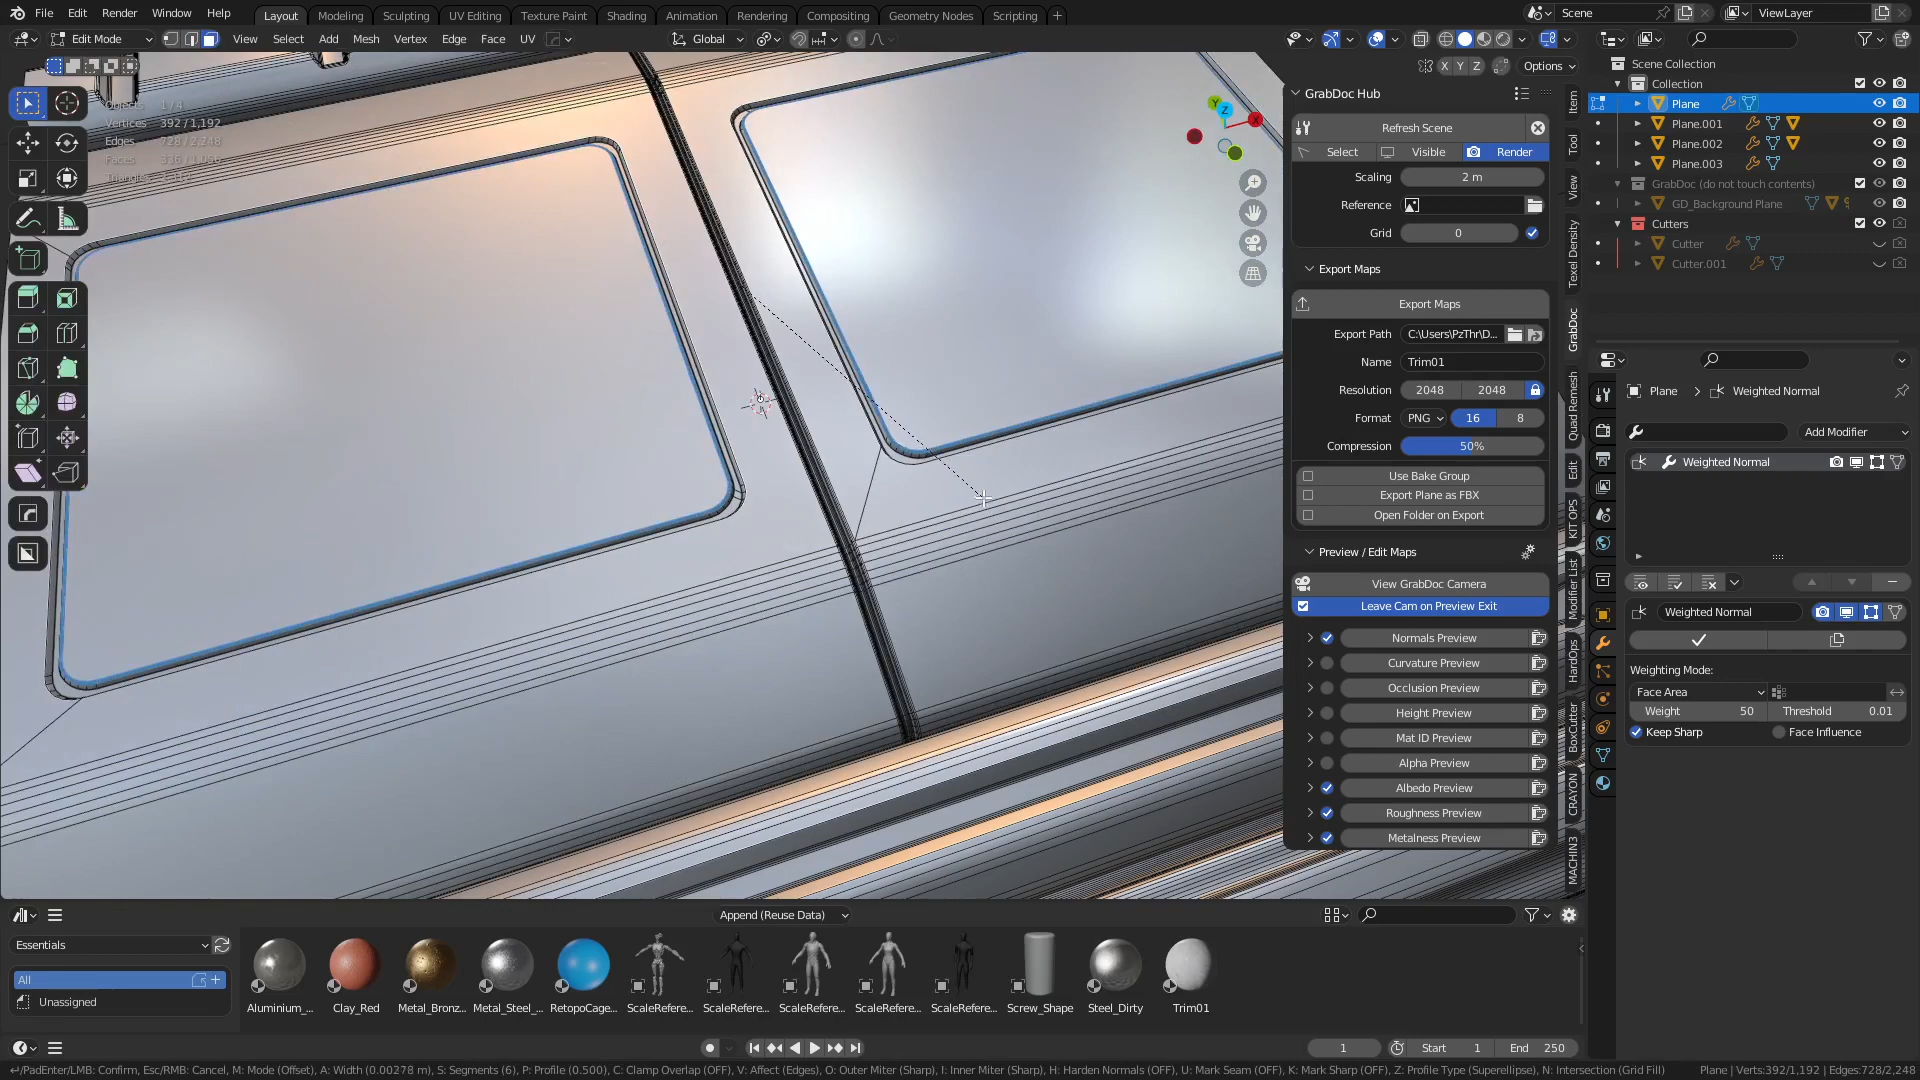 File Edit Render Window Help Layout Modeling Sculpting UV Editing Texture Paint Shading Animation Rendering Compositing Geometry Nodes Scripting + Scene ViewLayer
Edit Mode View Select Add Mesh Vertex Edge Face UV Global
X Y Z Options
Objects 1/4
Vertices 392/1,192
Edges 728/2,248
Faces 336/1,056
Triangles
Scene Collection
Collection
Plane
Plane.001
Plane.002
Plane.003
GrabDoc (do not touch contents)
GD_Background Plane
Cutters
Cutter
Cutter.001
GrabDoc Hub
Refresh Scene
Select Visible Render
Scaling 2 m
Reference
Grid 0
Export Maps
Export Maps
Export Path C:\Users\PzThr\D...
Name Trim01
Resolution 2048 2048
Format PNG 16 8
Compression 50%
Use Bake Group
Export Plane as FBX
Open Folder on Export
Preview / Edit Maps
View GrabDoc Camera
Leave Cam on Preview Exit
Normals Preview
Curvature Preview
Occlusion Preview
Height Preview
Mat ID Preview
Alpha Preview
Albedo Preview
Roughness Preview
Metalness Preview
Item
Tool
View
Texel Density
GrabDoc
Quad Remesh
Edit
KIT OPS
Modifier List
HardOps
BoxCutter
CRAYON
MACHIN3
Plane > Weighted Normal
Add Modifier
Weighted Normal
Weighted Normal
Weighting Mode:
Face Area
Weight 50 Threshold 0.01
Keep Sharp Face Influence
Append (Reuse Data)
Essentials
All
Unassigned
Aluminium_... Clay_Red Metal_Bronz... Metal_Steel_... RetopoCage... ScaleRefere... ScaleRefere... ScaleRefere... ScaleRefere... ScaleRefere... Screw_Shape Steel_Dirty Trim01
1 Start 1 End 250
↵/PadEnter/LMB: Confirm, Esc/RMB: Cancel, M: Mode (Offset), A: Width (0.00278 m), S: Segments (6), P: Profile (0.500), C: Clamp Overlap (OFF), V: Affect (Edges), O: Outer Miter (Sharp), I: Inner Miter (Sharp), H: Harden Normals (OFF), U: Mark Seam (OFF), K: Mark Sharp (OFF), Z: Profile Type (Superellipse), N: Intersection (Grid Fill) Plane | Verts:392/1,192 | Edges:728/2,248